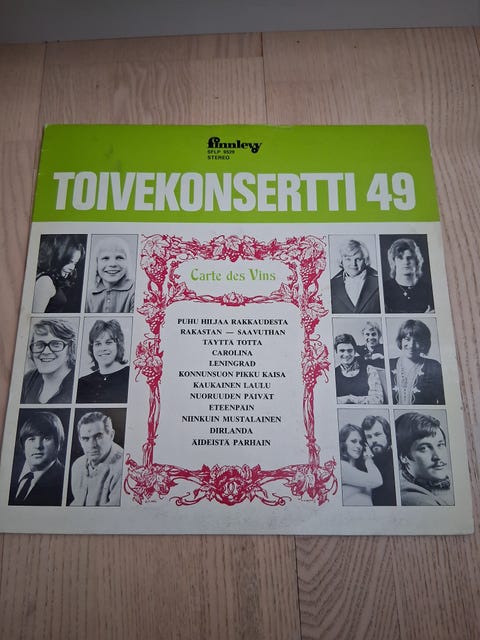 Finnlevy
SFLP 8529
STEREO
TOIVEKONSERTTI 49
Carte des Vins
PUHU HILJAA RAKKAUDESTA
RAKASTAN — SAAVUTHAN
TÄYTTÄ TOTTA
CAROLINA
LENINGRAD
KONNUNSUON PIKKU KAISA
KAUKAINEN LAULU
NUORUUDEN PÄIVÄT
ETEENPÄIN
NIINKUIN MUSTALAINEN
DIRLANDA
ÄIDEISTÄ PARHAIN